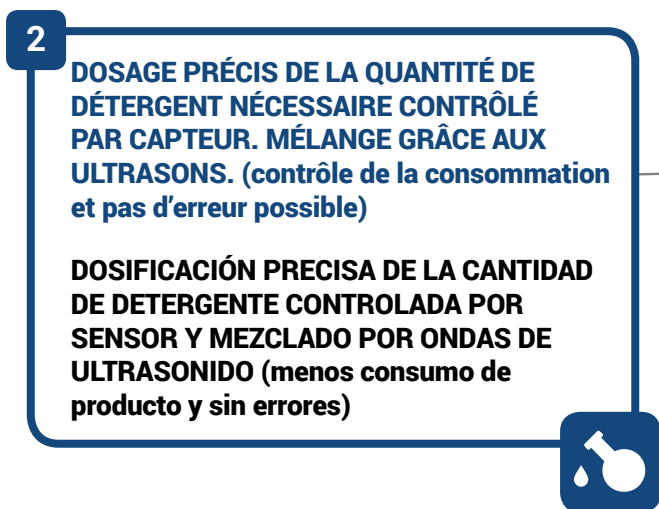 2
DOSAGE PRÉCIS DE LA QUANTITÉ DE
DÉTERGENT NÉCESSAIRE CONTRÔLÉ
PAR CAPTEUR. MÉLANGE GRÂCE AUX
ULTRASONS. (contrôle de la consommation
et pas d'erreur possible)
DOSIFICACIÓN PRECISA DE LA CANTIDAD
DE DETERGENTE CONTROLADA POR
SENSOR Y MEZCLADO POR ONDAS DE
ULTRASONIDO (menos consumo de
producto y sin errores)